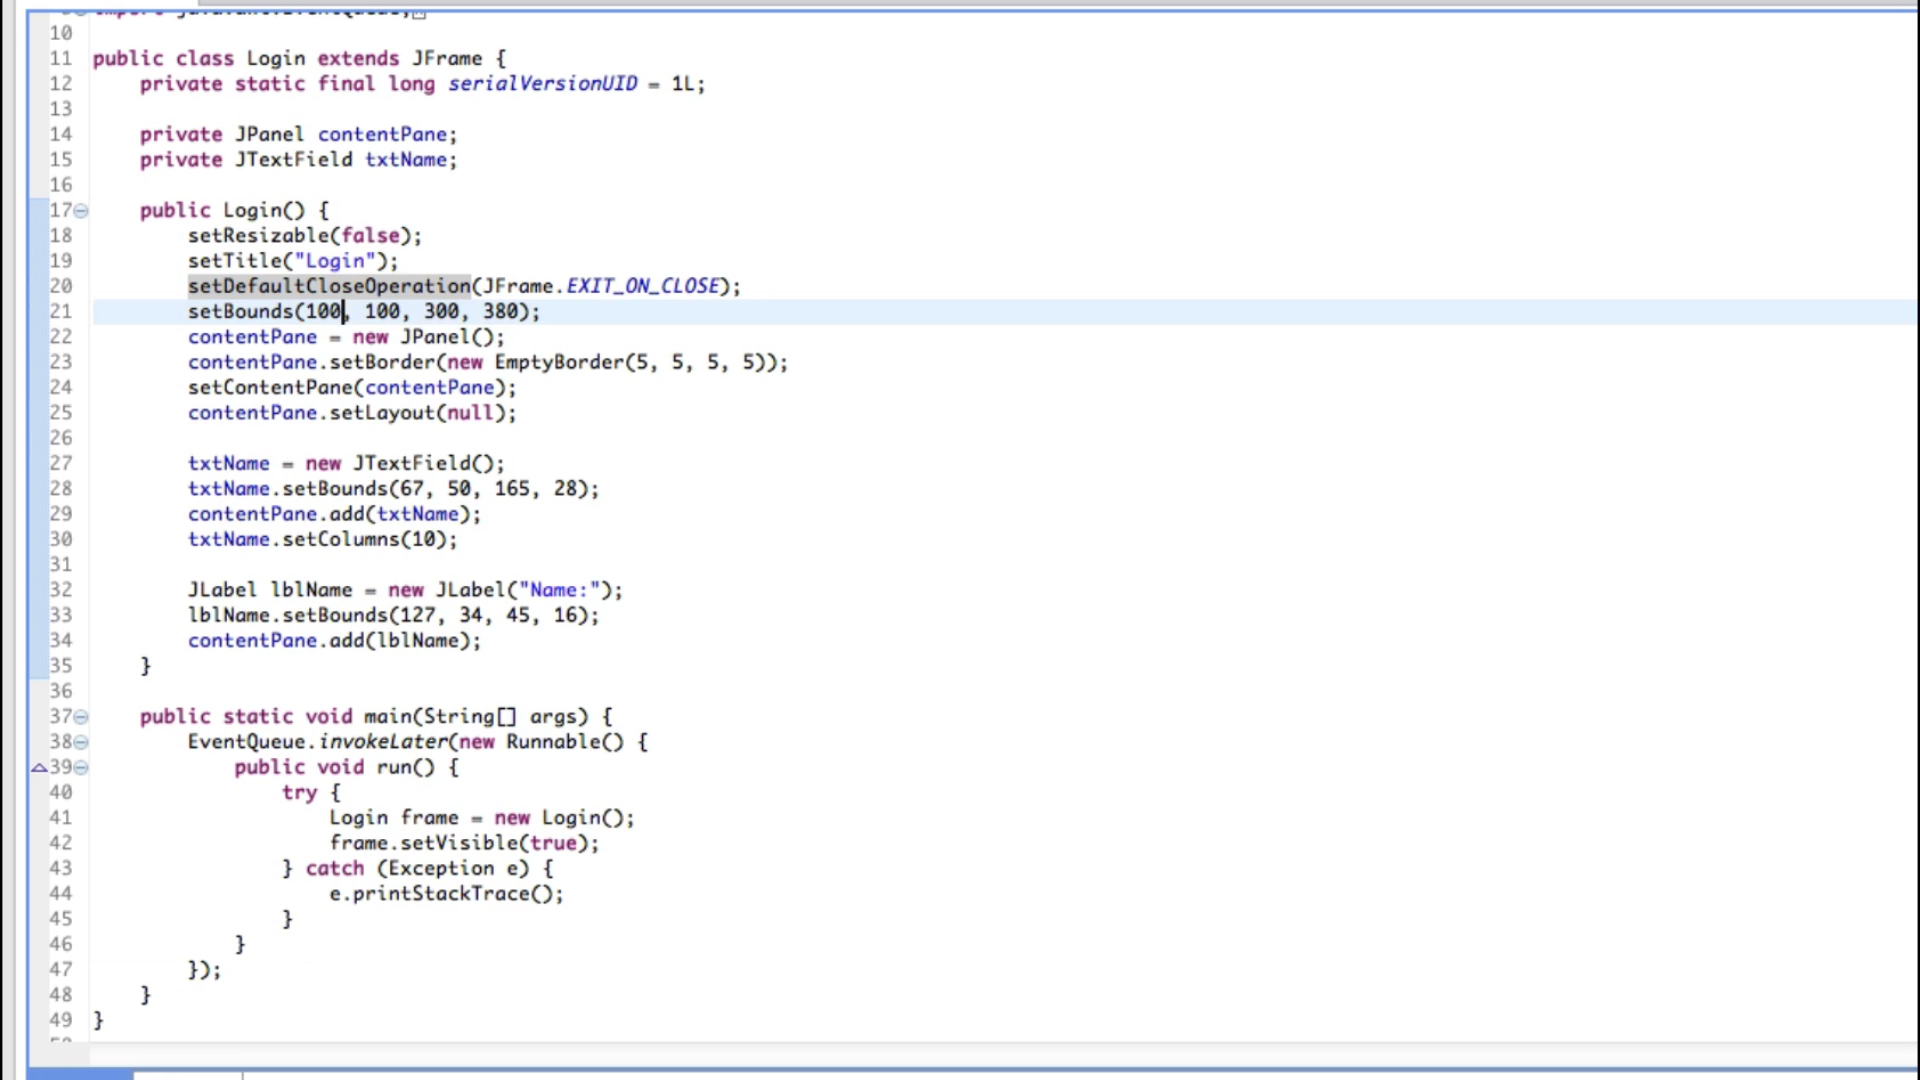 10
11 public class Login extends JFrame {
12 private static final long serialVersionUID = 1L;
13
14 private JPanel contentPane;
15 private JTextField txtName;
16
17 public Login() {
18 setResizable(false);
19 setTitle("Login");
20 setDefaultCloseOperation(JFrame.EXIT_ON_CLOSE);
21 setBounds(100, 100, 300, 380);
22 contentPane = new JPanel();
23 contentPane.setBorder(new EmptyBorder(5, 5, 5, 5));
24 setContentPane(contentPane);
25 contentPane.setLayout(null);
26
27 txtName = new JTextField();
28 txtName.setBounds(67, 50, 165, 28);
29 contentPane.add(txtName);
30 txtName.setColumns(10);
31
32 JLabel lblName = new JLabel("Name:");
33 lblName.setBounds(127, 34, 45, 16);
34 contentPane.add(lblName);
35 }
36
37 public static void main(String[] args) {
38 EventQueue.invokeLater(new Runnable() {
39 public void run() {
40 try {
41 Login frame = new Login();
42 frame.setVisible(true);
43 } catch (Exception e) {
44 e.printStackTrace();
45 }
46 }
47 });
48 }
49 }